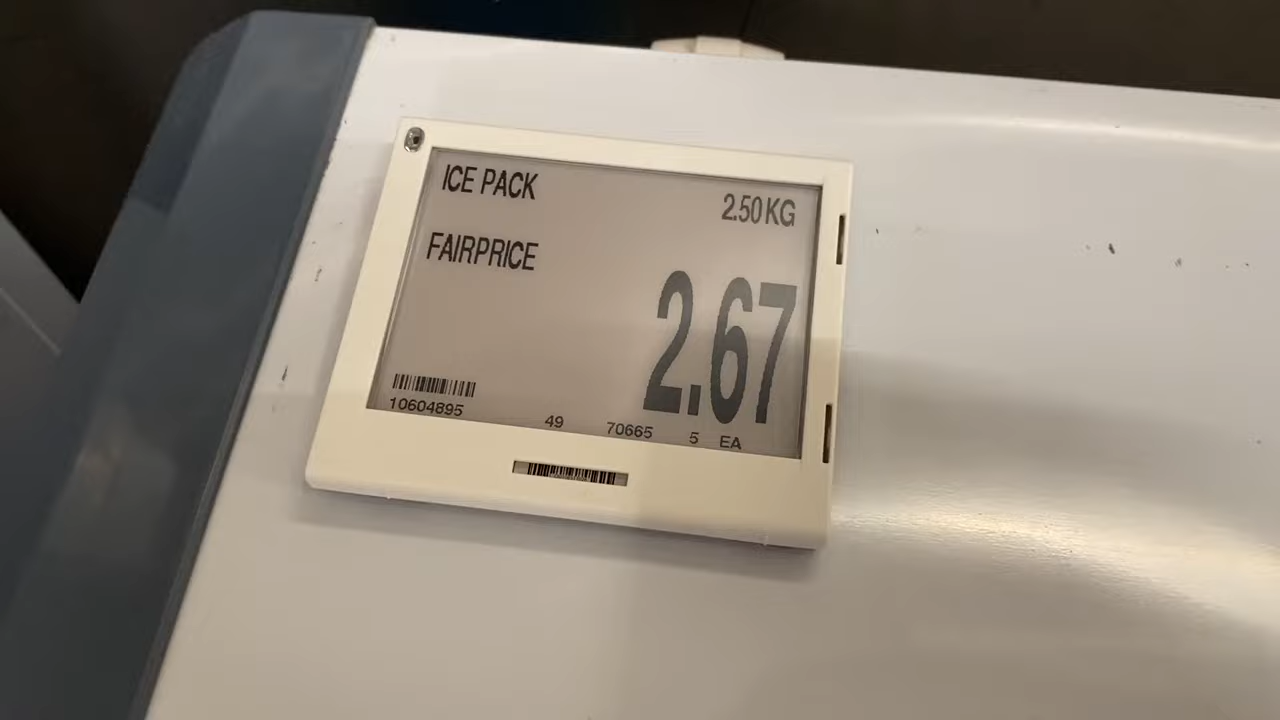 ICE PACK
2.50KG
FAIRPRICE
2.67
10604895
49 70665 5 EA